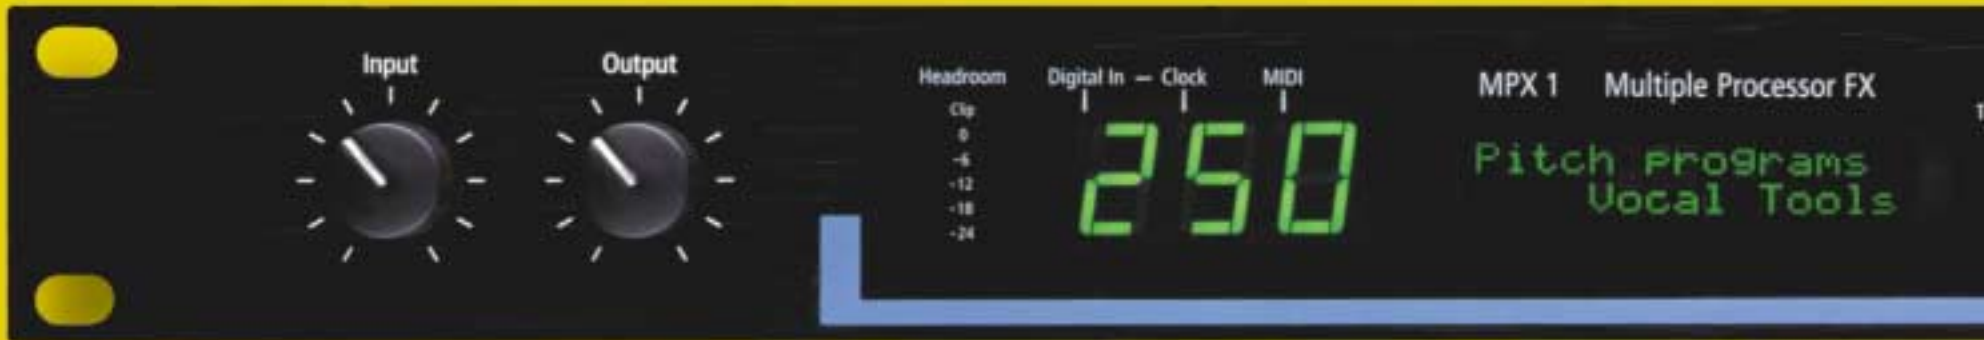 Input
Output
Headroom
Clip
0
-6
-12
-18
-24
Digital In – Clock
MIDI
250
MPX 1 Multiple Processor FX
Pitch programs
Vocal Tools
1